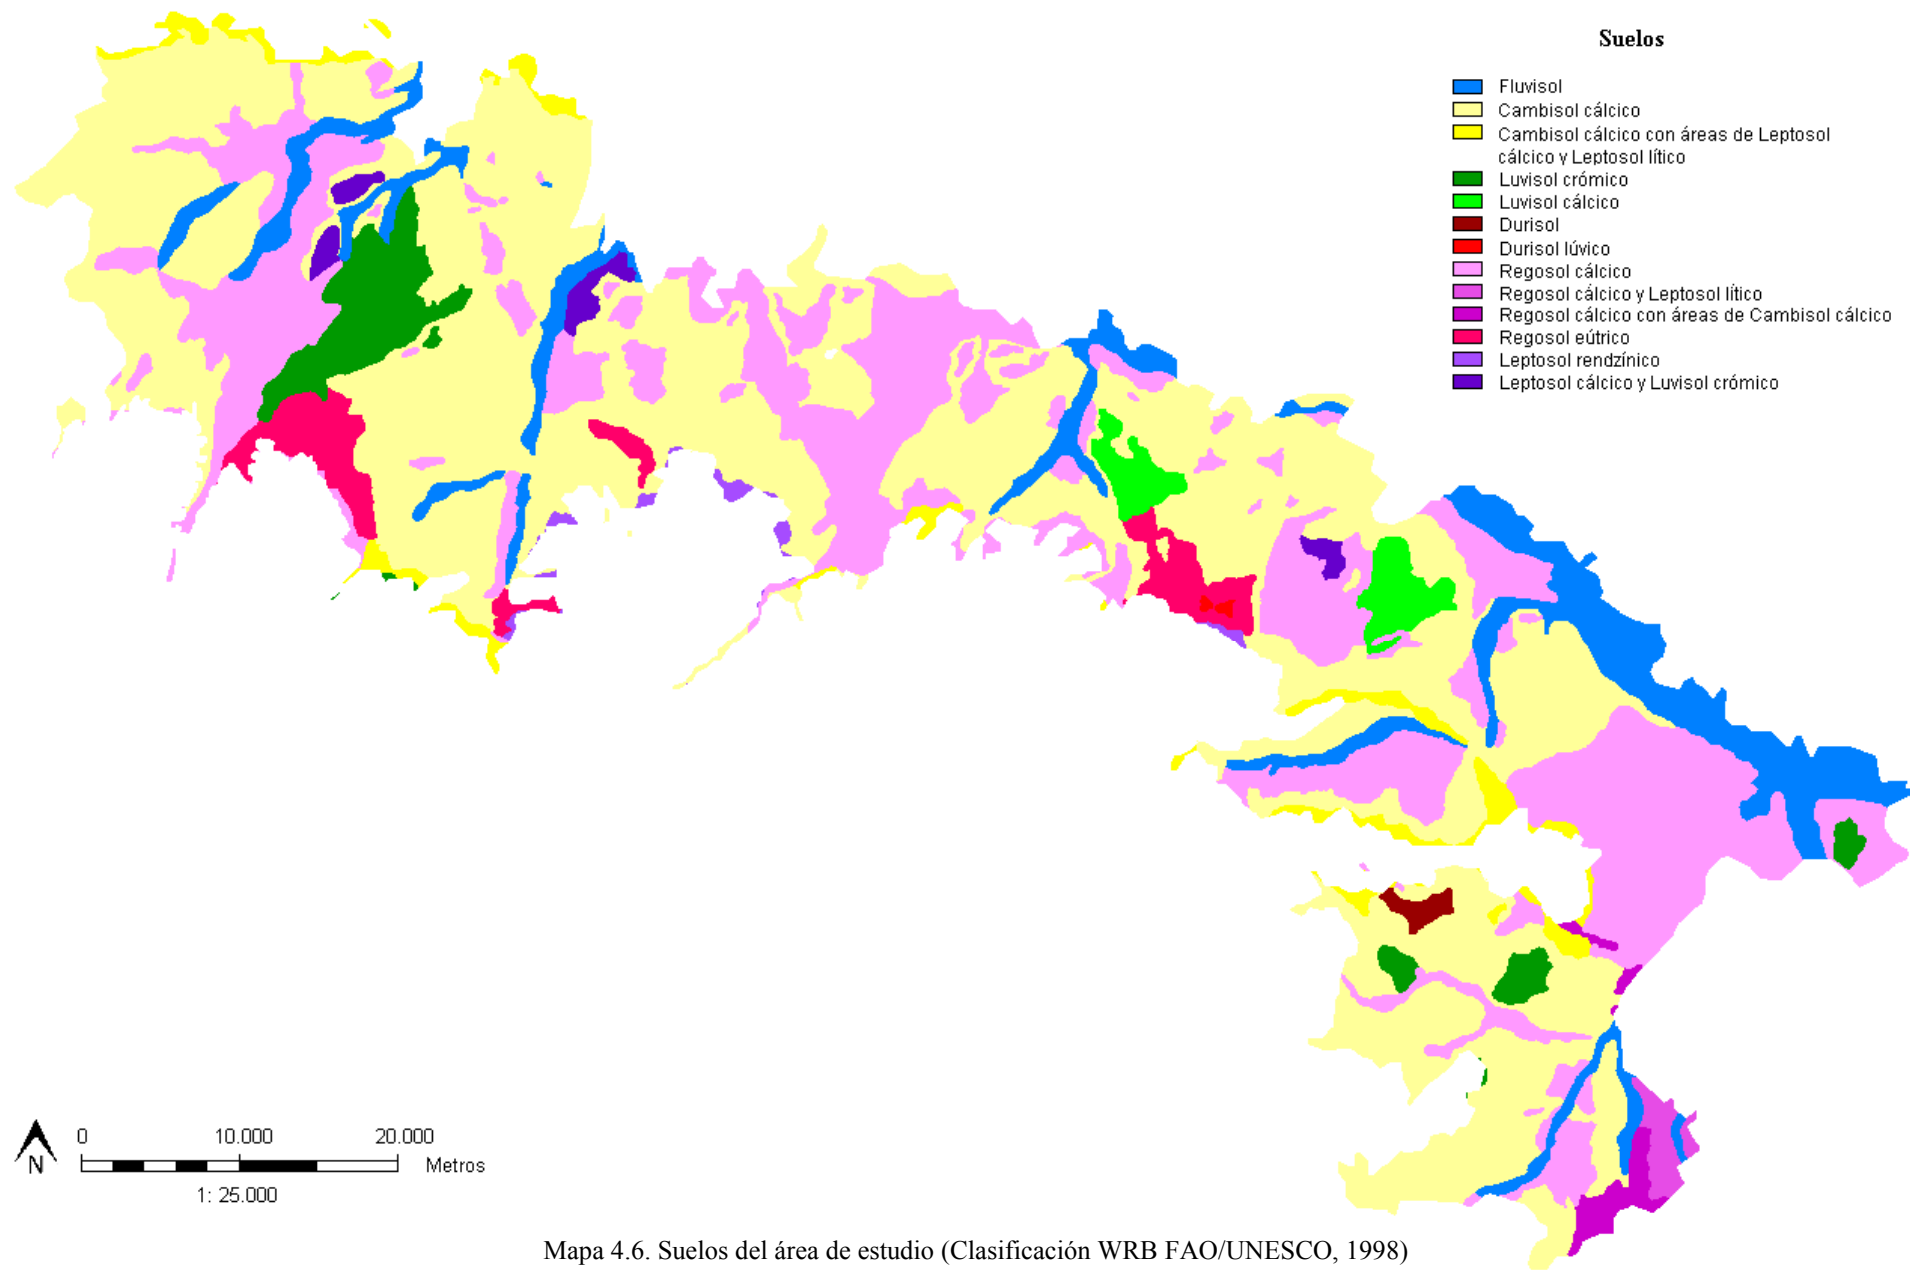 Suelos
Fluvisol
Cambisol cálcico
Cambisol cálcico con áreas de Leptosol
cálcico y Leptosol lítico
Luvisol crómico
Luvisol cálcico
Durisol
Durisol lúvico
Regosol cálcico
Regosol cálcico y Leptosol lítico
Regosol cálcico con áreas de Cambisol cálcico
Regosol eútrico
Leptosol rendzínico
Leptosol cálcico y Luvisol crómico
N
0 10.000 20.000
Metros
1: 25.000
Mapa 4.6. Suelos del área de estudio (Clasificación WRB FAO/UNESCO, 1998)